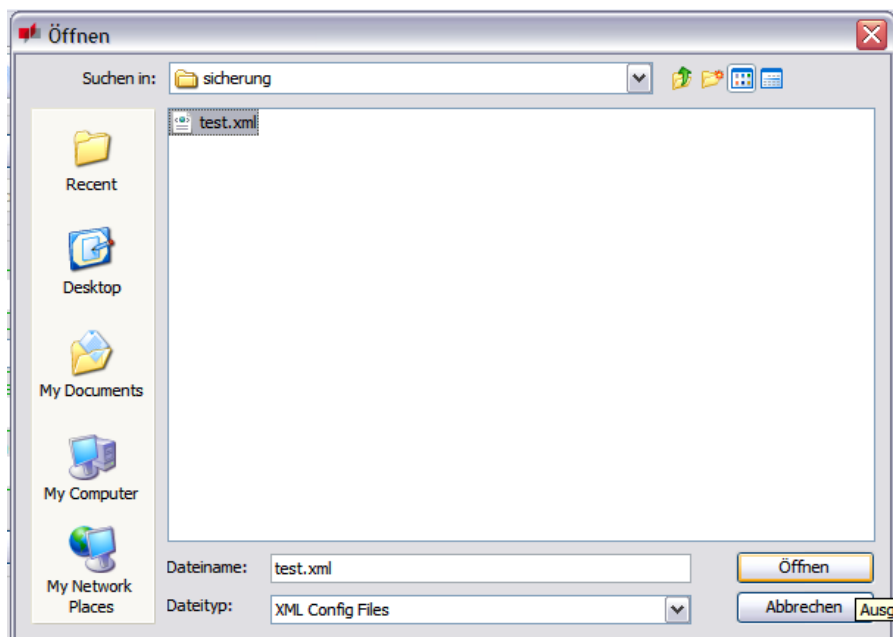 Öffnen
Suchen in: sicherung
test.xml
Recent
Desktop
My Documents
My Computer
My Network
Places
Dateiname: test.xml Öffnen
Dateityp: XML Config Files Abbrechen